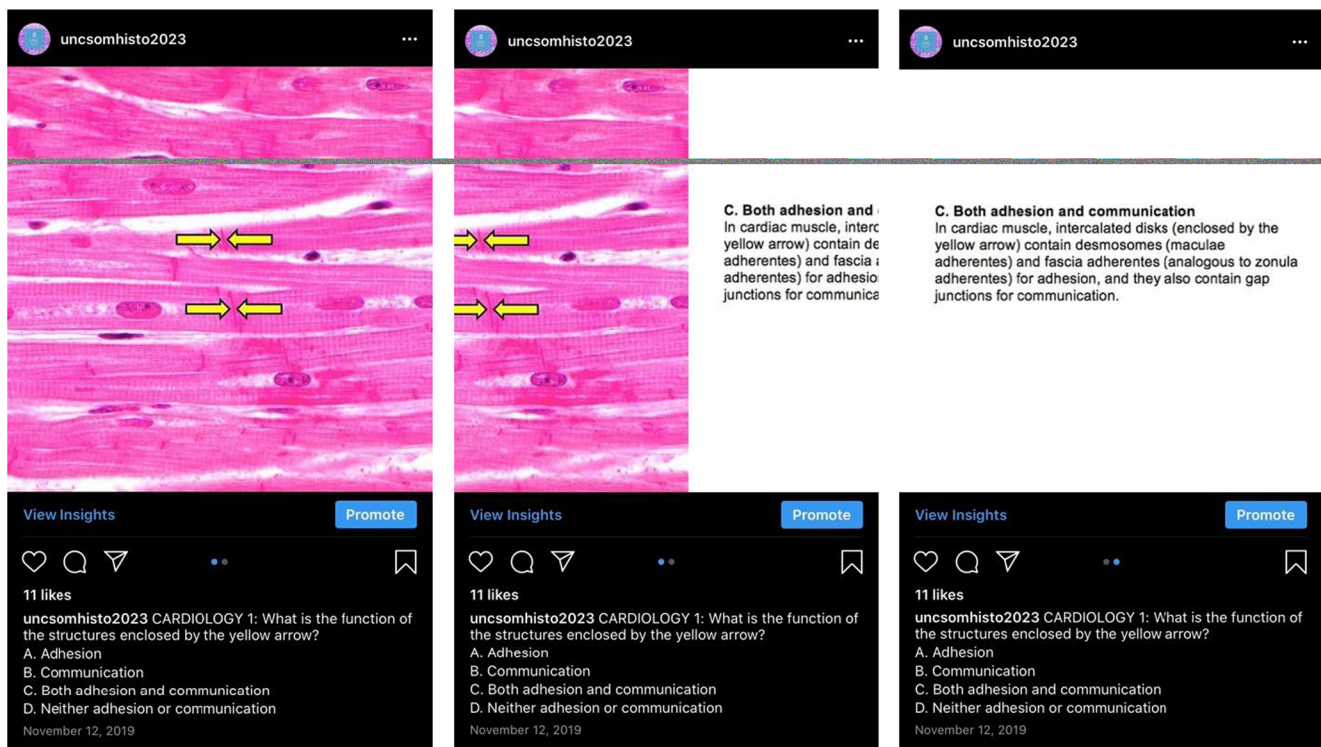 uncsomhisto2023
View Insights
Promote
11 likes
uncsomhisto2023 CARDIOLOGY 1: What is the function of
the structures enclosed by the yellow arrow?
A. Adhesion
B. Communication
C. Both adhesion and communication
D. Neither adhesion or communication
November 12, 2019
uncsomhisto2023
C. Both adhesion and
In cardiac muscle, interc
yellow arrow) contain de
adherentes) and fascia
adherentes) for adhesio
junctions for communica
View Insights
Promote
11 likes
uncsomhisto2023 CARDIOLOGY 1: What is the function of
the structures enclosed by the yellow arrow?
A. Adhesion
B. Communication
C. Both adhesion and communication
D. Neither adhesion or communication
November 12, 2019
uncsomhisto2023
C. Both adhesion and communication
In cardiac muscle, intercalated disks (enclosed by the
yellow arrow) contain desmosomes (maculae
adherentes) and fascia adherentes (analogous to zonula
adherentes) for adhesion, and they also contain gap
junctions for communication.
View Insights
Promote
11 likes
uncsomhisto2023 CARDIOLOGY 1: What is the function of
the structures enclosed by the yellow arrow?
A. Adhesion
B. Communication
C. Both adhesion and communication
D. Neither adhesion or communication
November 12, 2019